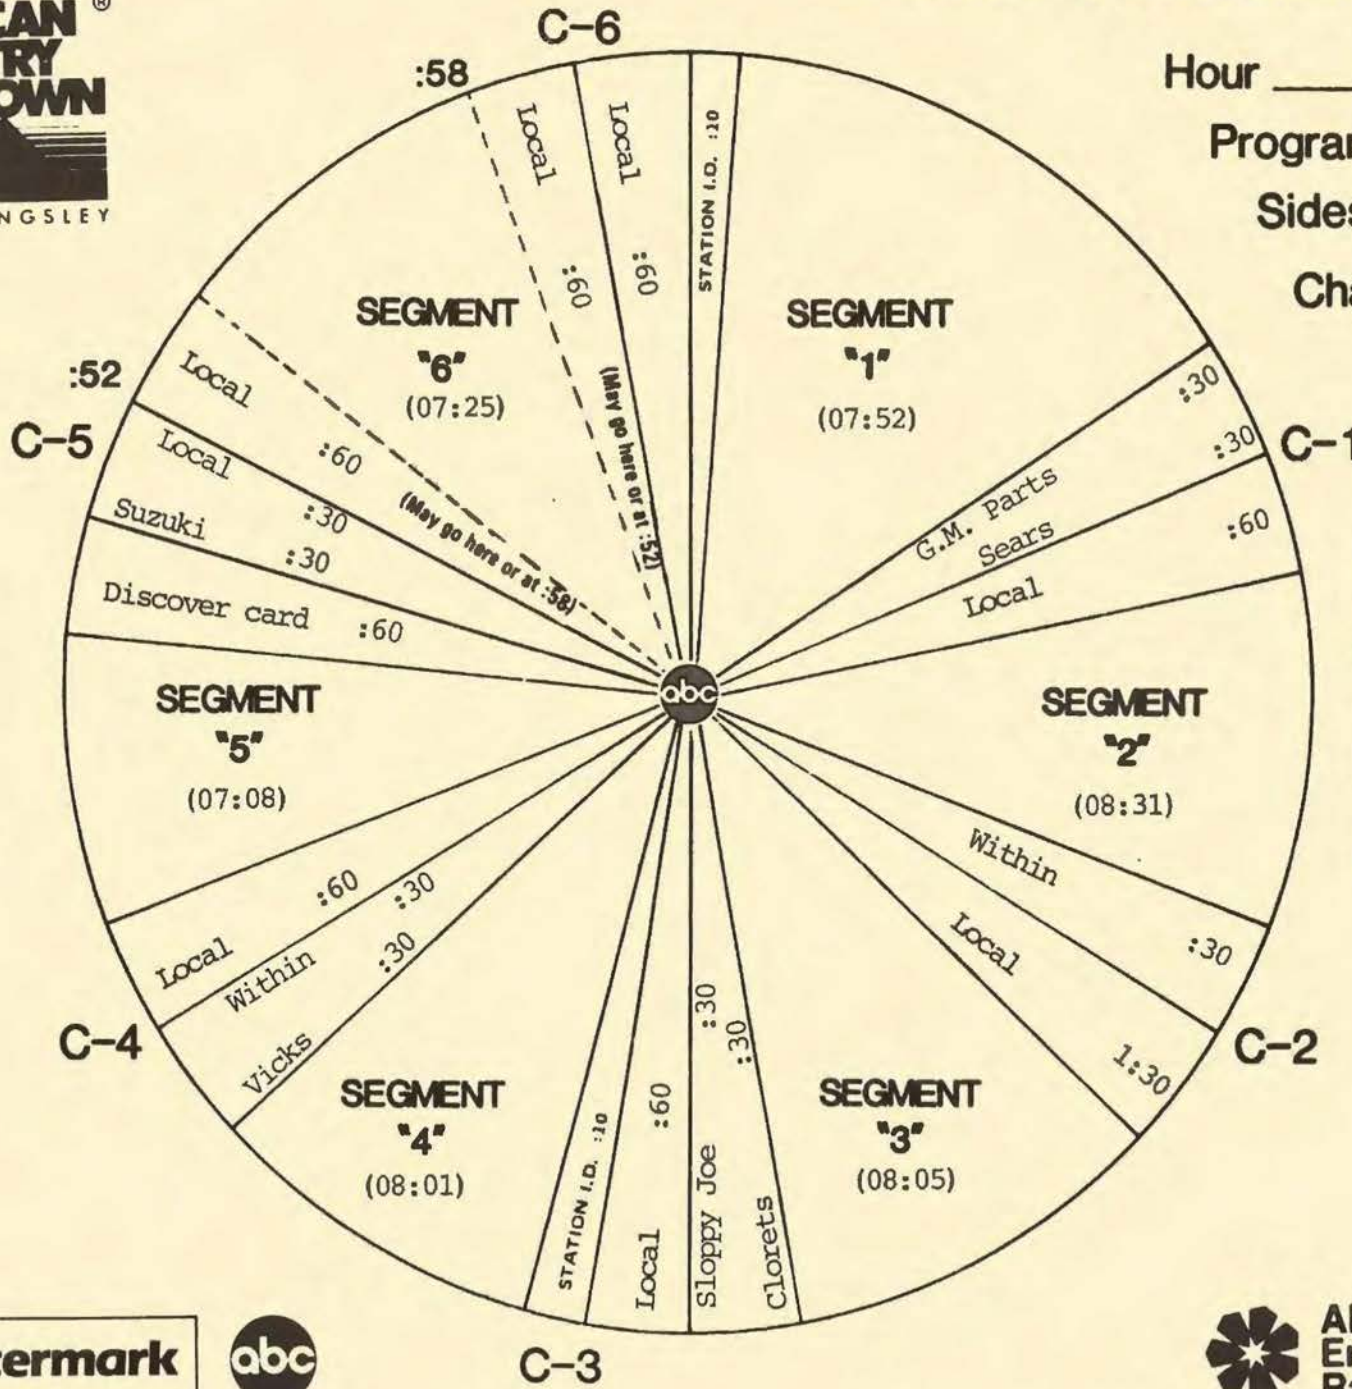 C-6
:58
NGSLEY
Hour
STATION I.D. :10
SEGMENT
"1"
(07:52)
G.M. Parts :30
Sears :30
C-1
Local :60
SEGMENT
"2"
(08:31)
Within :30
C-2
Local 1:30
SEGMENT
"3"
(08:05)
Clorets :30
Sloppy Joe :30
C-3
Local :60
STATION I.D. :10
SEGMENT
"4"
(08:01)
Vicks :30
Within :30
C-4
Local :60
SEGMENT
"5"
(07:08)
Discover card :60
Suzuki :30
Local :30
C-5
:52
Local :60
(May go here or at :58)
SEGMENT
"6"
(07:25)
Local :60
(May go here or at :52)
Local :60
abc
termark
abc